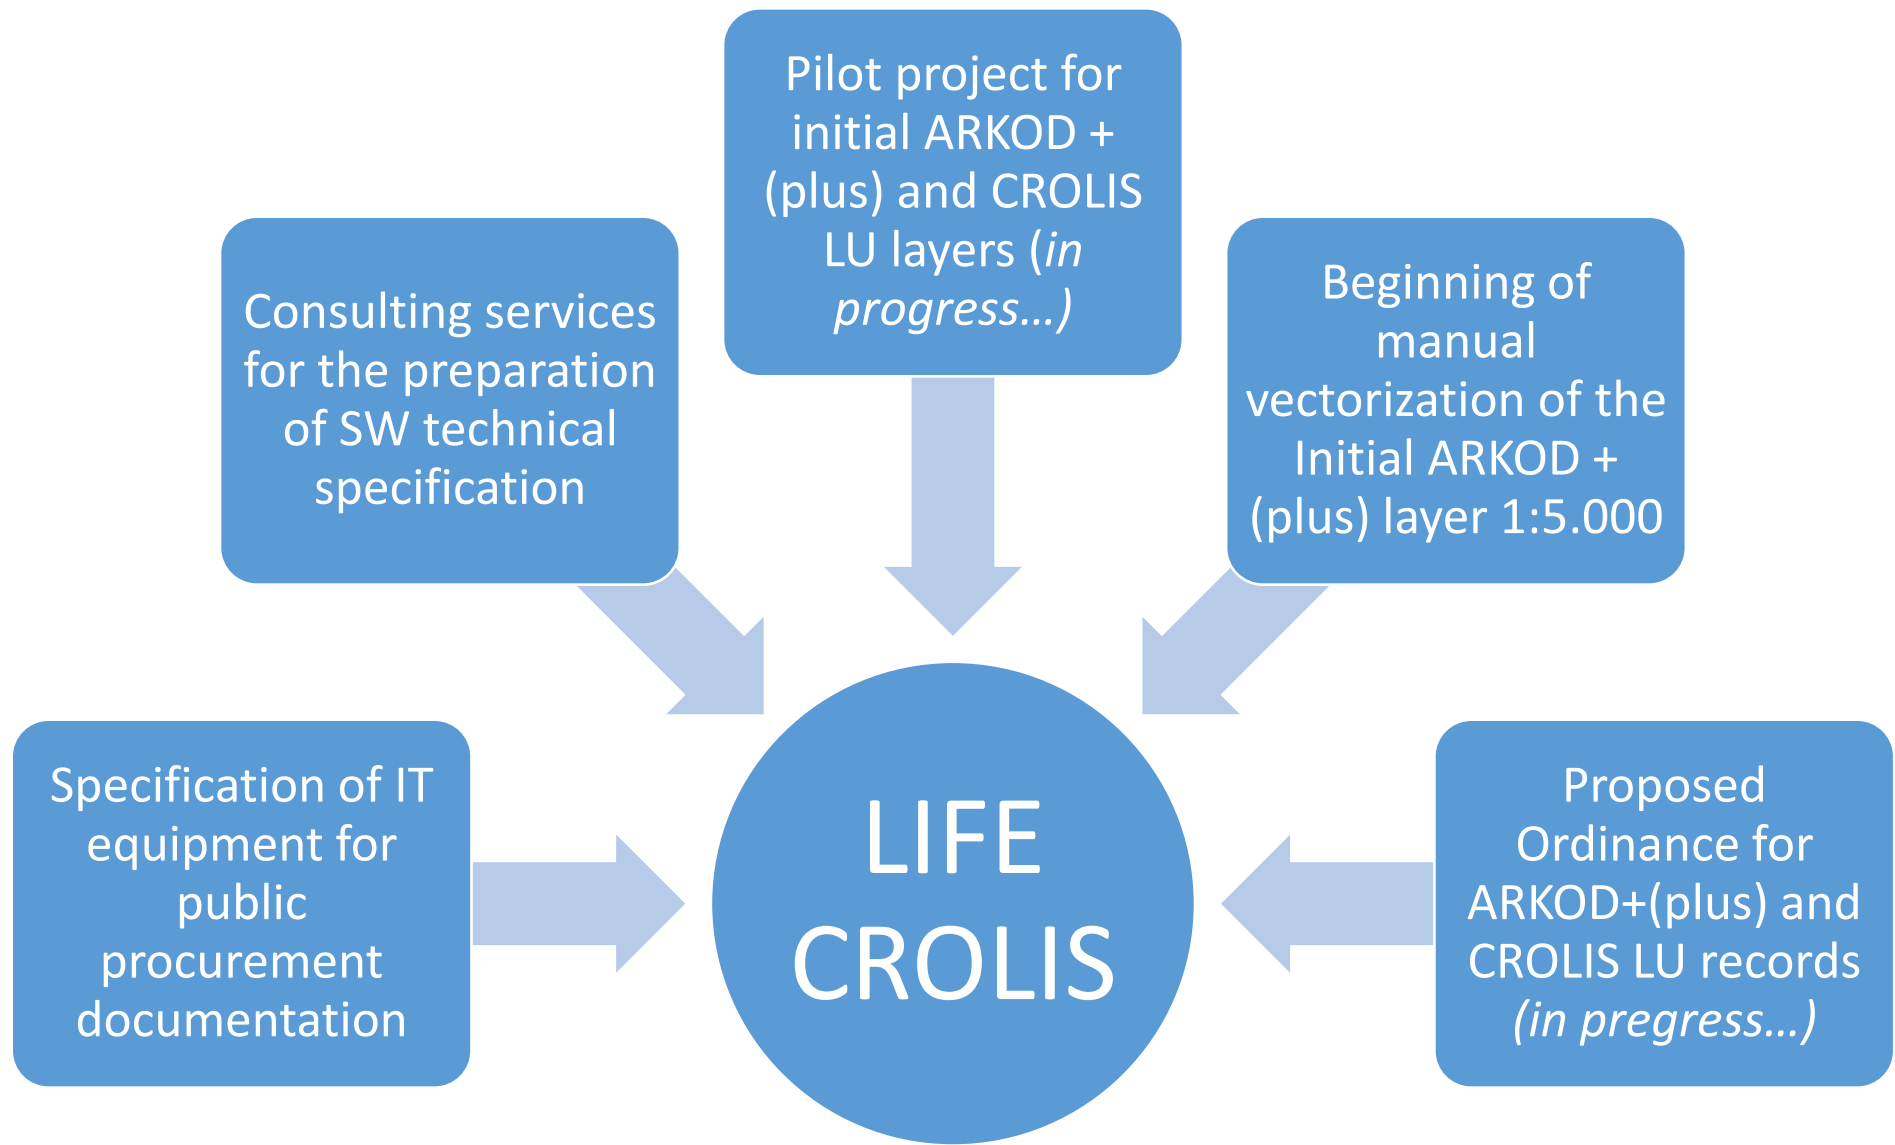 Pilot project for
initial ARKOD +
(plus) and CROLIS
LU layers (in
progress...)
Consulting services
for the preparation
of SW technical
specification
Beginning of
manual
vectorization of the
Initial ARKOD +
(plus) layer 1:5.000
Specification of IT
equipment for
public
procurement
documentation
LIFE
CROLIS
Proposed
Ordinance for
ARKOD+(plus) and
CROLIS LU records
(in pregress...)